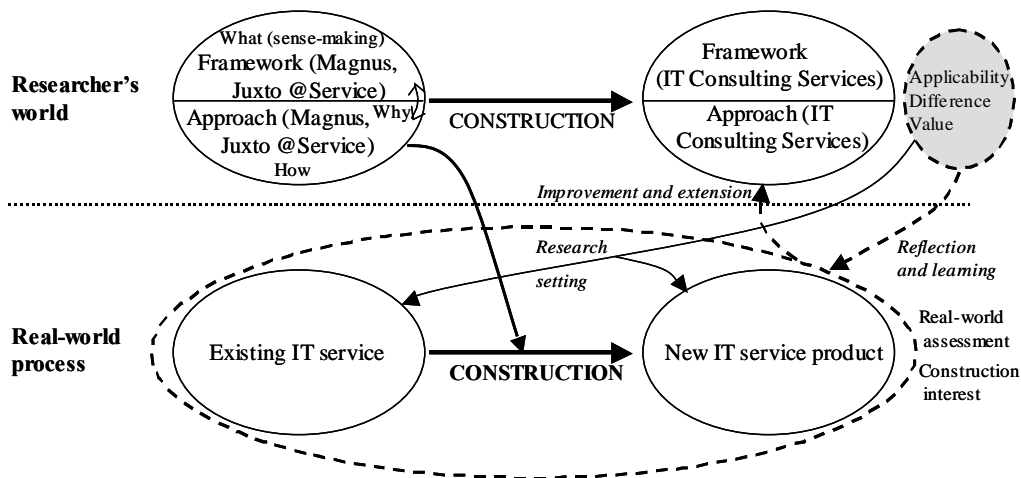 Researcher's
world
What (sense-making)
Framework (Magnus,
Juxto @Service)
Why
Approach (Magnus,
Juxto @Service)
How
CONSTRUCTION
Framework
(IT Consulting Services)
Approach (IT
Consulting Services)
Applicability
Difference
Value
Improvement and extension
Research
setting
Reflection
and learning
Real-world
process
Existing IT service
CONSTRUCTION
New IT service product
Real-world
assessment
Construction
interest